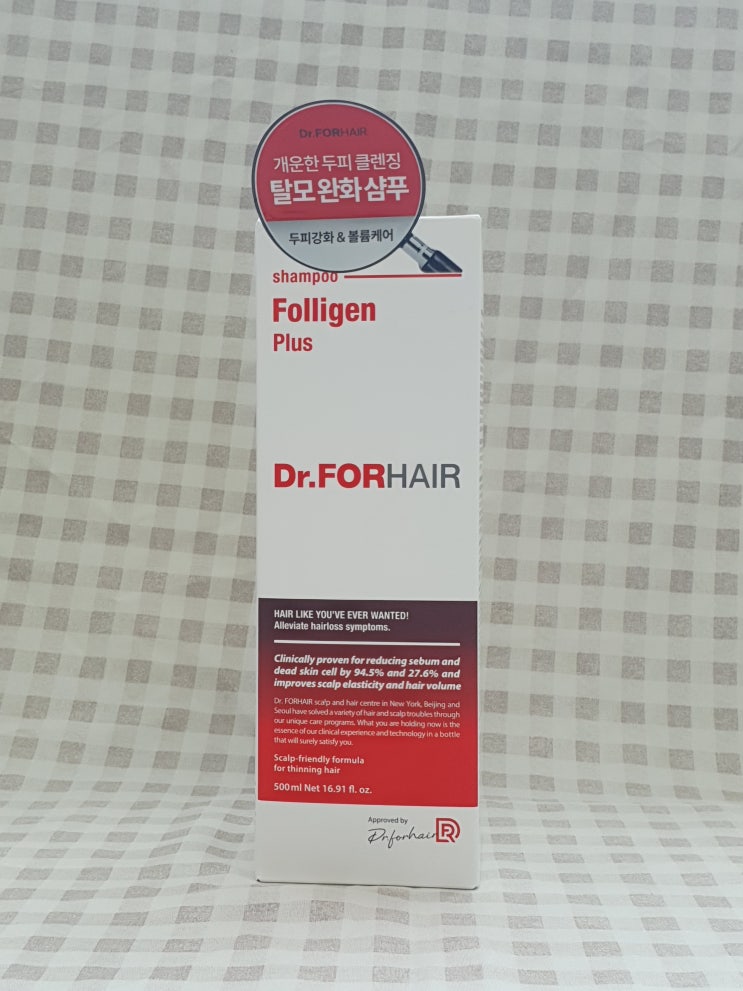 Dr.FORHAIR
개운한 두피 클렌징
탈모 완화 샴푸
두피강화 & 볼륨케어
shampoo
Folligen
Plus
Dr.FORHAIR
HAIR LIKE YOU'VE EVER WANTED!
Alleviate hairloss symptoms.
Clinically proven for reducing sebum and
dead skin cell by 94.5% and 27.6% and
improves scalp elasticity and hair volume
Dr. FORHAIR scalp and hair centre in New York, Beijing and
Seoul have solved a variety of hair and scalp troubles through
our unique care programs. What you are holding now is the
essence of our clinical experience and technology in a bottle
that will surely satisfy you.
Scalp-friendly formula
for thinning hair
500ml Net 16.91 fl. oz.
Approved by
Drforhair